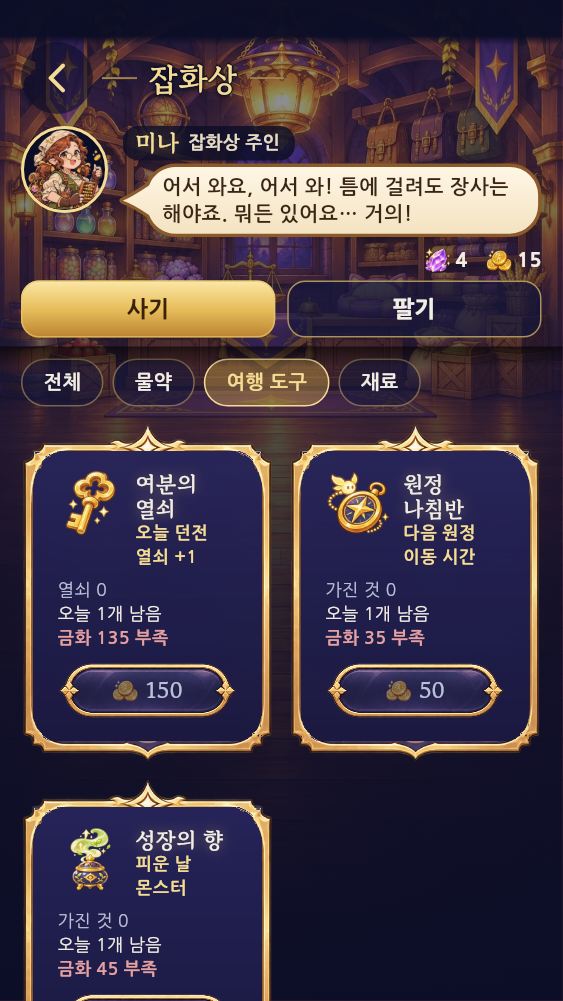 잡화상
미나 잡화상 주인
어서 와요, 어서 와! 틈에 걸려도 장사는
해야죠. 뭐든 있어요… 거의!
4 15
사기 팔기
전체 물약 여행 도구 재료
여분의
열쇠
오늘 던전
열쇠 +1
열쇠 0
오늘 1개 남음
금화 135 부족
150
원정
나침반
다음 원정
이동 시간
가진 것 0
오늘 1개 남음
금화 35 부족
50
성장의 향
피운 날
몬스터
가진 것 0
오늘 1개 남음
금화 45 부족